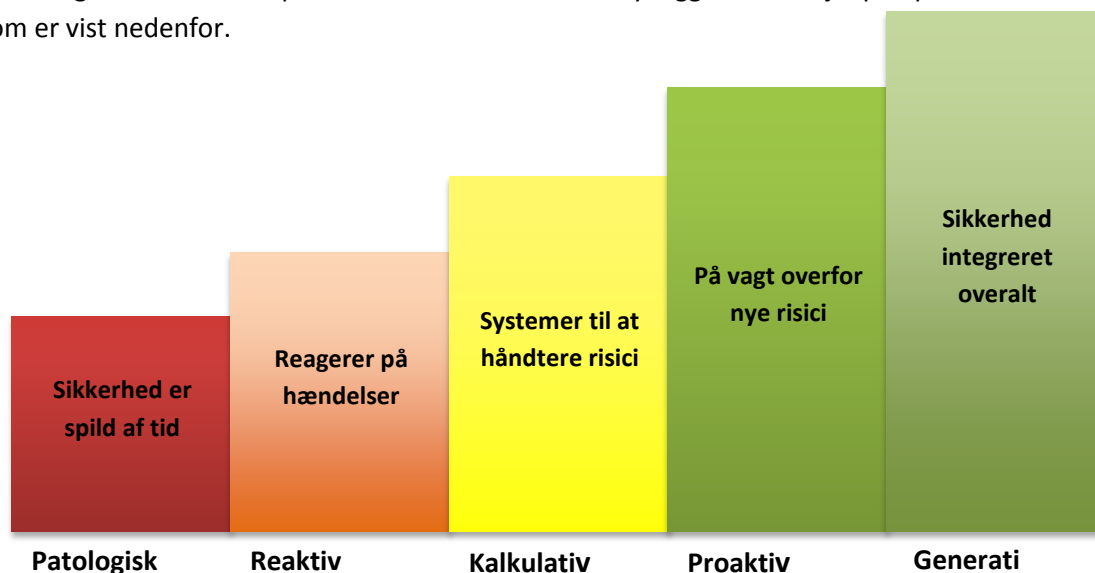 om er vist nedenfor.
Sikkerhed er
spild af tid
Reagerer på
hændelser
Systemer til at
håndtere risici
På vagt overfor
nye risici
Sikkerhed
integreret
overalt
Patologisk
Reaktiv
Kalkulativ
Proaktiv
Generati